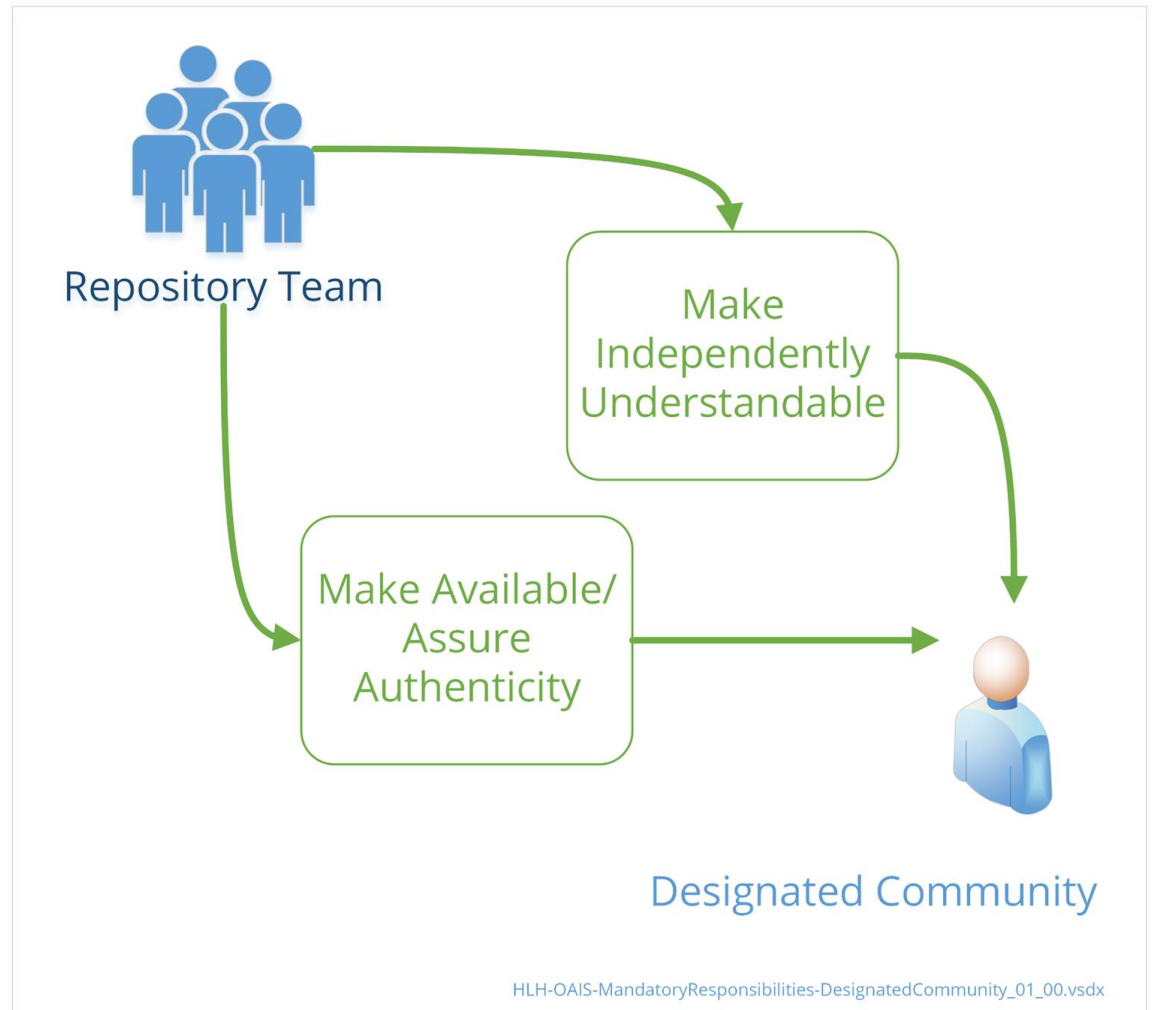 Repository Team
Make
Independently
Understandable
Make Available/
Assure
Authenticity
Designated Community
HLH-OAIS-MandatoryResponsibilities-DesignatedCommunity_01_00.vsdx